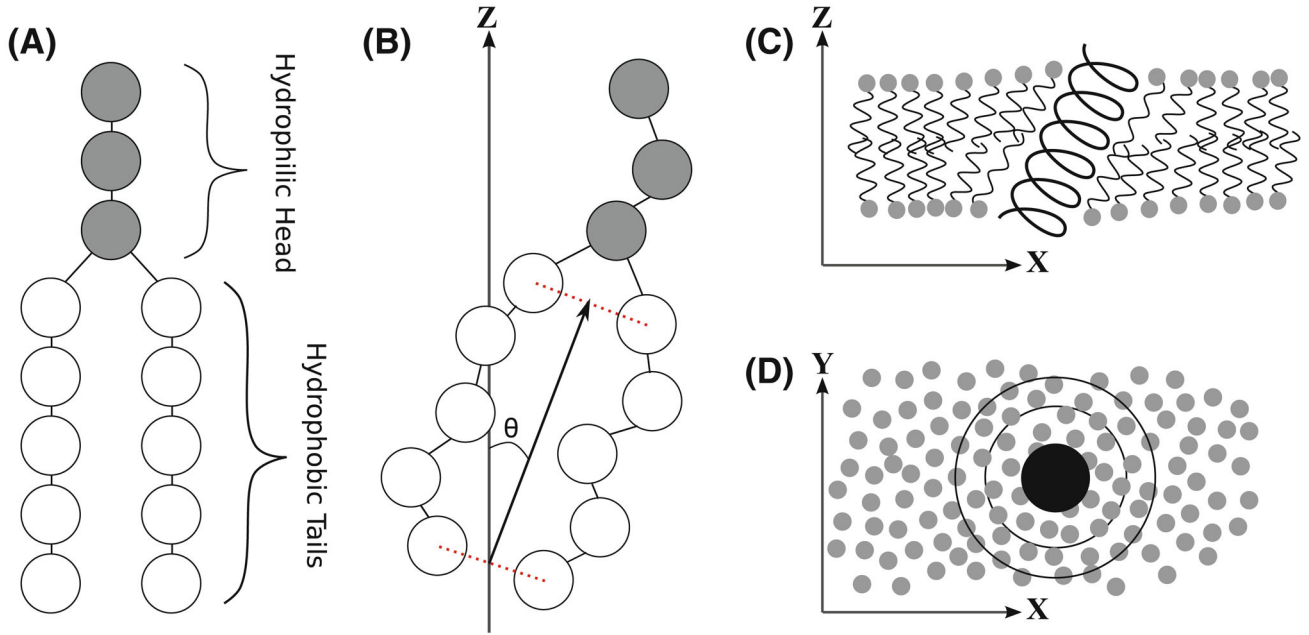 (A)
Hydrophilic Head
Hydrophobic Tails
(B)
Z
θ
(C)
Z
X
(D)
Y
X